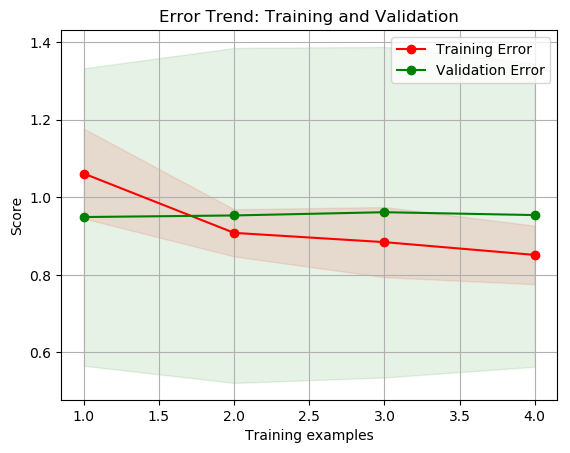 Error Trend: Training and Validation
Training Error
Validation Error
Score
1.4
1.2
1.0
0.8
0.6
1.0 1.5 2.0 2.5 3.0 3.5 4.0
Training examples